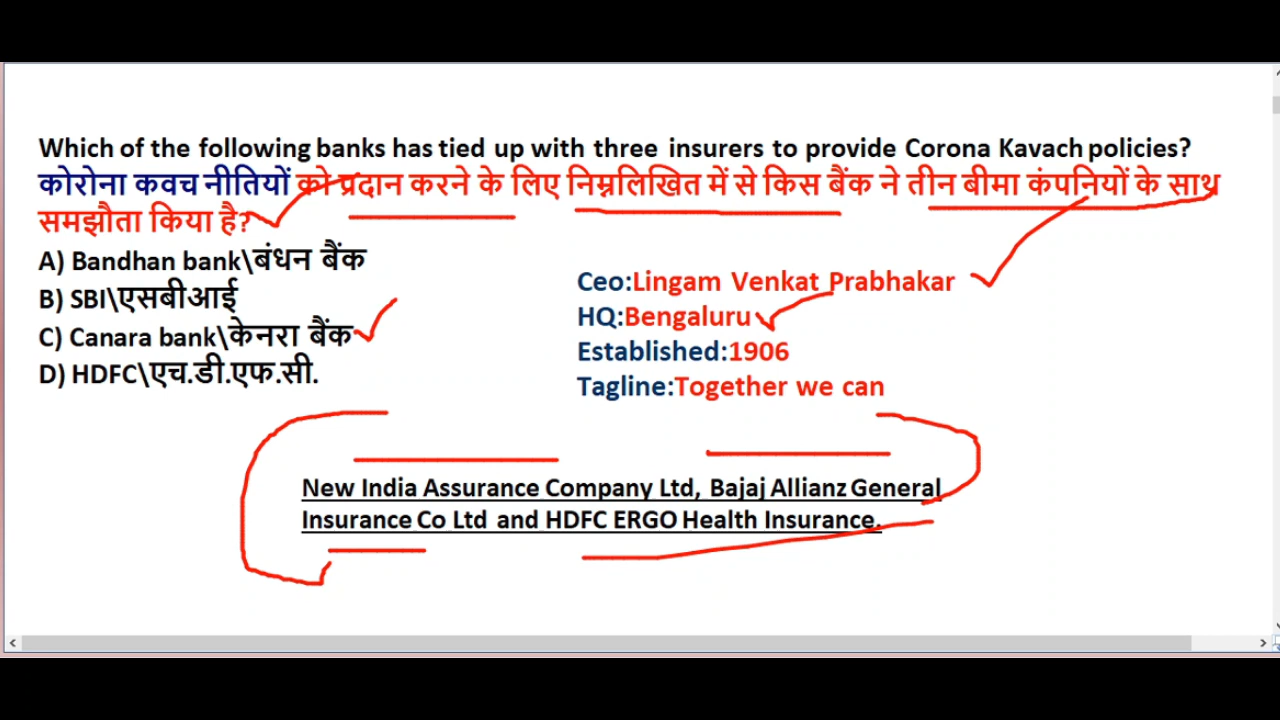 Which of the following banks has tied up with three insurers to provide Corona Kavach policies?
कोरोना कवच नीतियों को प्रदान करने के लिए निम्नलिखित में से किस बैंक ने तीन बीमा कंपनियों के साथ
समझौता किया है?
A) Bandhan bank\बंधन बैंक
B) SBI\एसबीआई
C) Canara bank\केनरा बैंक
D) HDFC\एच.डी.एफ.सी.
Ceo:Lingam Venkat Prabhakar
HQ:Bengaluru
Established:1906
Tagline:Together we can
New India Assurance Company Ltd, Bajaj Allianz General
Insurance Co Ltd and HDFC ERGO Health Insurance.